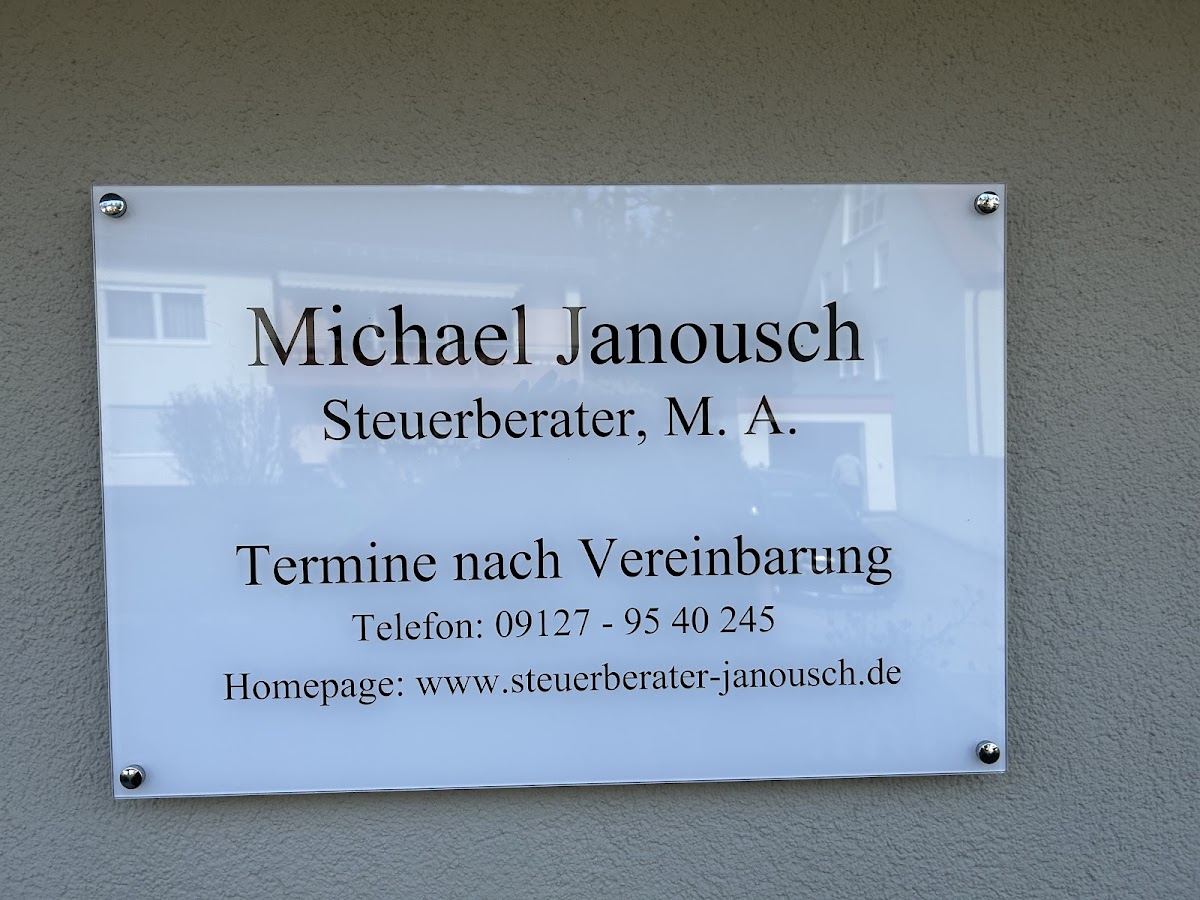 Michael Janousch
Steuerberater, M. A.
Termine nach Vereinbarung
Telefon: 09127 - 95 40 245
Homepage: www.steuerberater-janousch.de